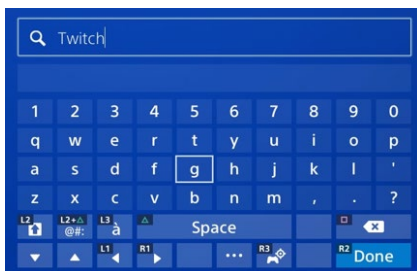 Twitch
1 2 3 4 5 6 7 8 9 0
q w e r t y u i o p
a s d f g h j k l '
z x c v b n m , . ?
L2 L2+△ @#: L3 à △ Space □
L1 R1 ... R3 R2 Done